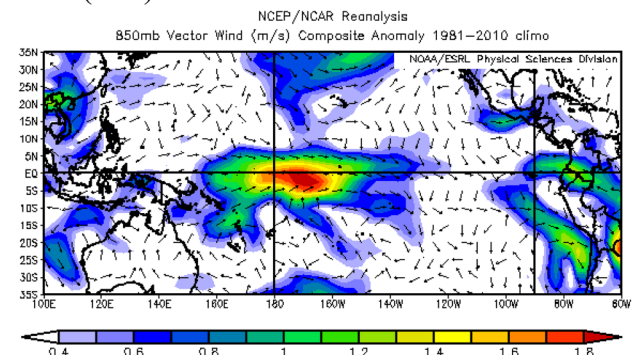 NCEP/NCAR Reanalysis
850mb Vector Wind (m/s) Composite Anomaly 1981-2010 climo
NOAA/ESRL Physical Sciences Division
35N
30N
25N
20N
15N
10N
5N
EQ
5S
10S
15S
20S
25S
30S
35S
100E 120E 140E 160E 180 160W 140W 120W 100W 80W 60W
0.4 0.6 0.8 1 1.2 1.4 1.6 1.8